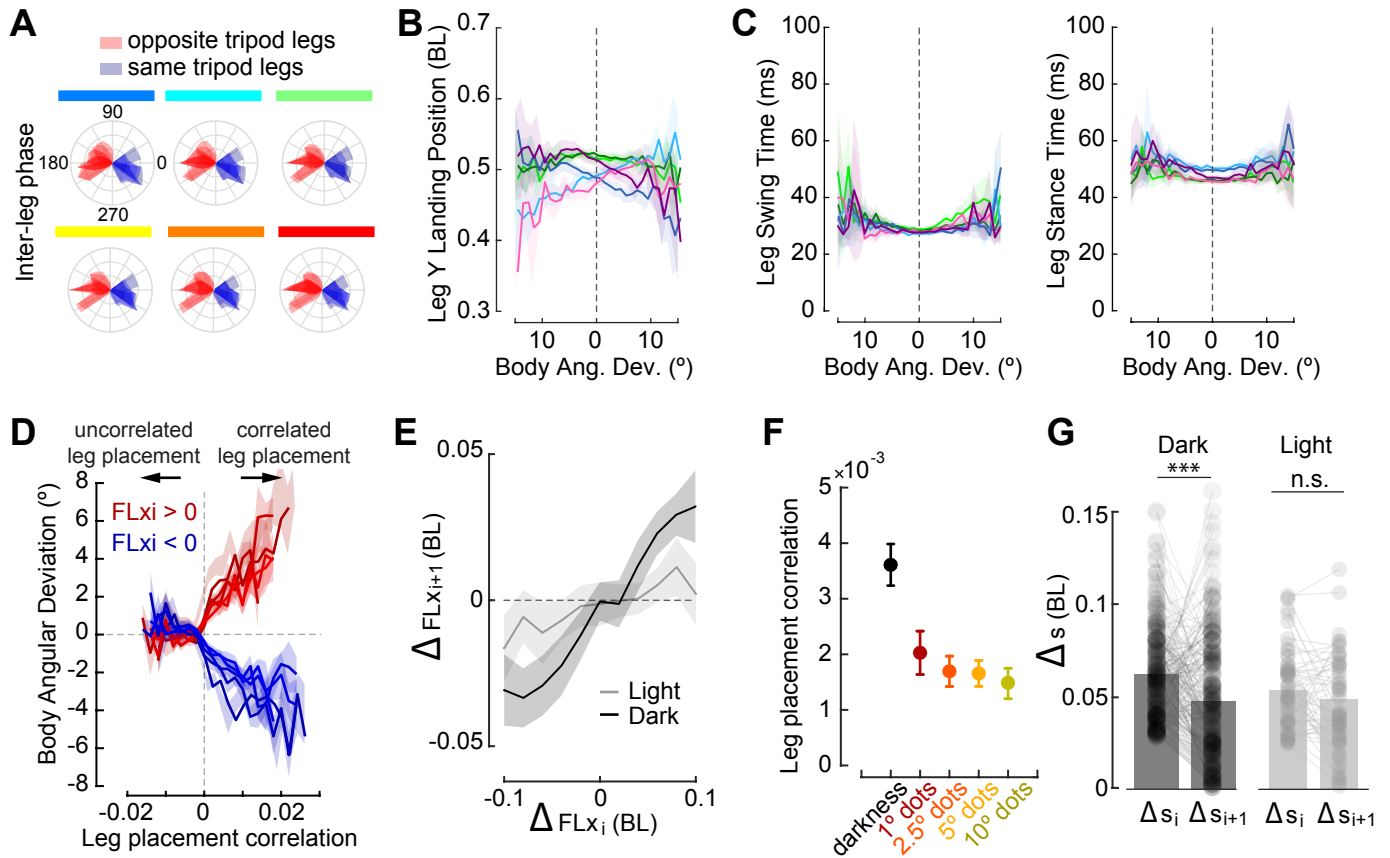 A
opposite tripod legs
same tripod legs
Inter-leg phase
90
180
0
270
B
Leg Y Landing Position (BL)
0.7
0.6
0.5
0.4
0.3
10
0
10
Body Ang. Dev. (º)
C
Leg Swing Time (ms)
100
80
60
40
20
0
10
0
10
Body Ang. Dev. (º)
Leg Stance Time (ms)
100
80
60
40
20
0
10
0
10
Body Ang. Dev. (º)
D
uncorrelated
leg placement
correlated
leg placement
Body Angular Deviation (º)
8
6
4
2
0
-2
-4
-6
-8
FLxi > 0
FLxi < 0
-0.02
0
0.02
Leg placement correlation
E
Δ FLxi+1 (BL)
0.05
0
-0.05
Light
Dark
-0.1
0
0.1
Δ FLxi (BL)
F
×10-3
Leg placement correlation
5
4
3
2
1
0
darkness
1º dots
2.5º dots
5º dots
10º dots
G
Dark
Light
***
n.s.
Δ s (BL)
0.15
0.10
0.05
0
Δ si
Δ si+1
Δ si
Δ si+1